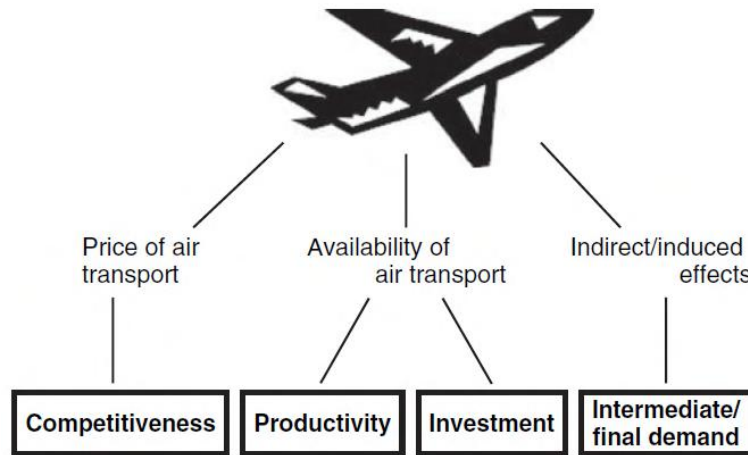 Price of air
transport
Availability of
air transport
Indirect/induced
effects
Competitiveness
Productivity
Investment
Intermediate/
final demand